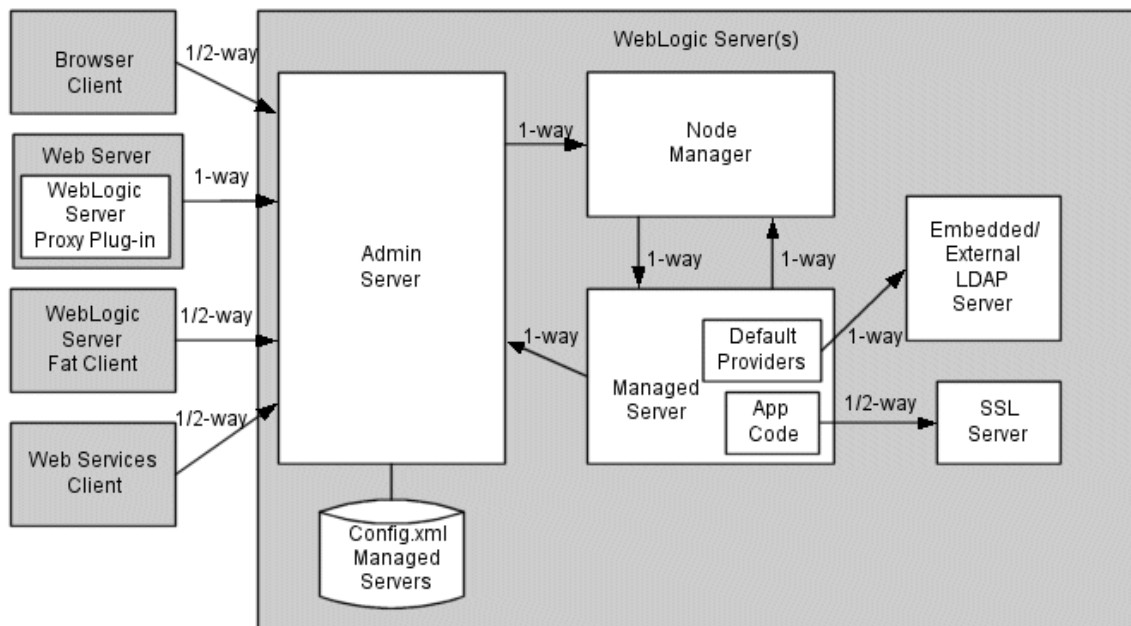 WebLogic Server(s)
Browser
Client
1/2-way
Web Server
WebLogic
Server
Proxy Plug-in
1-way
WebLogic
Server
Fat Client
1/2-way
Web Services
Client
1/2-way
Admin
Server
Config.xml
Managed
Servers
1-way
Node
Manager
1-way
1-way
1-way
Managed
Server
Default
Providers
App
Code
1-way
Embedded/
External
LDAP
Server
1/2-way
SSL
Server